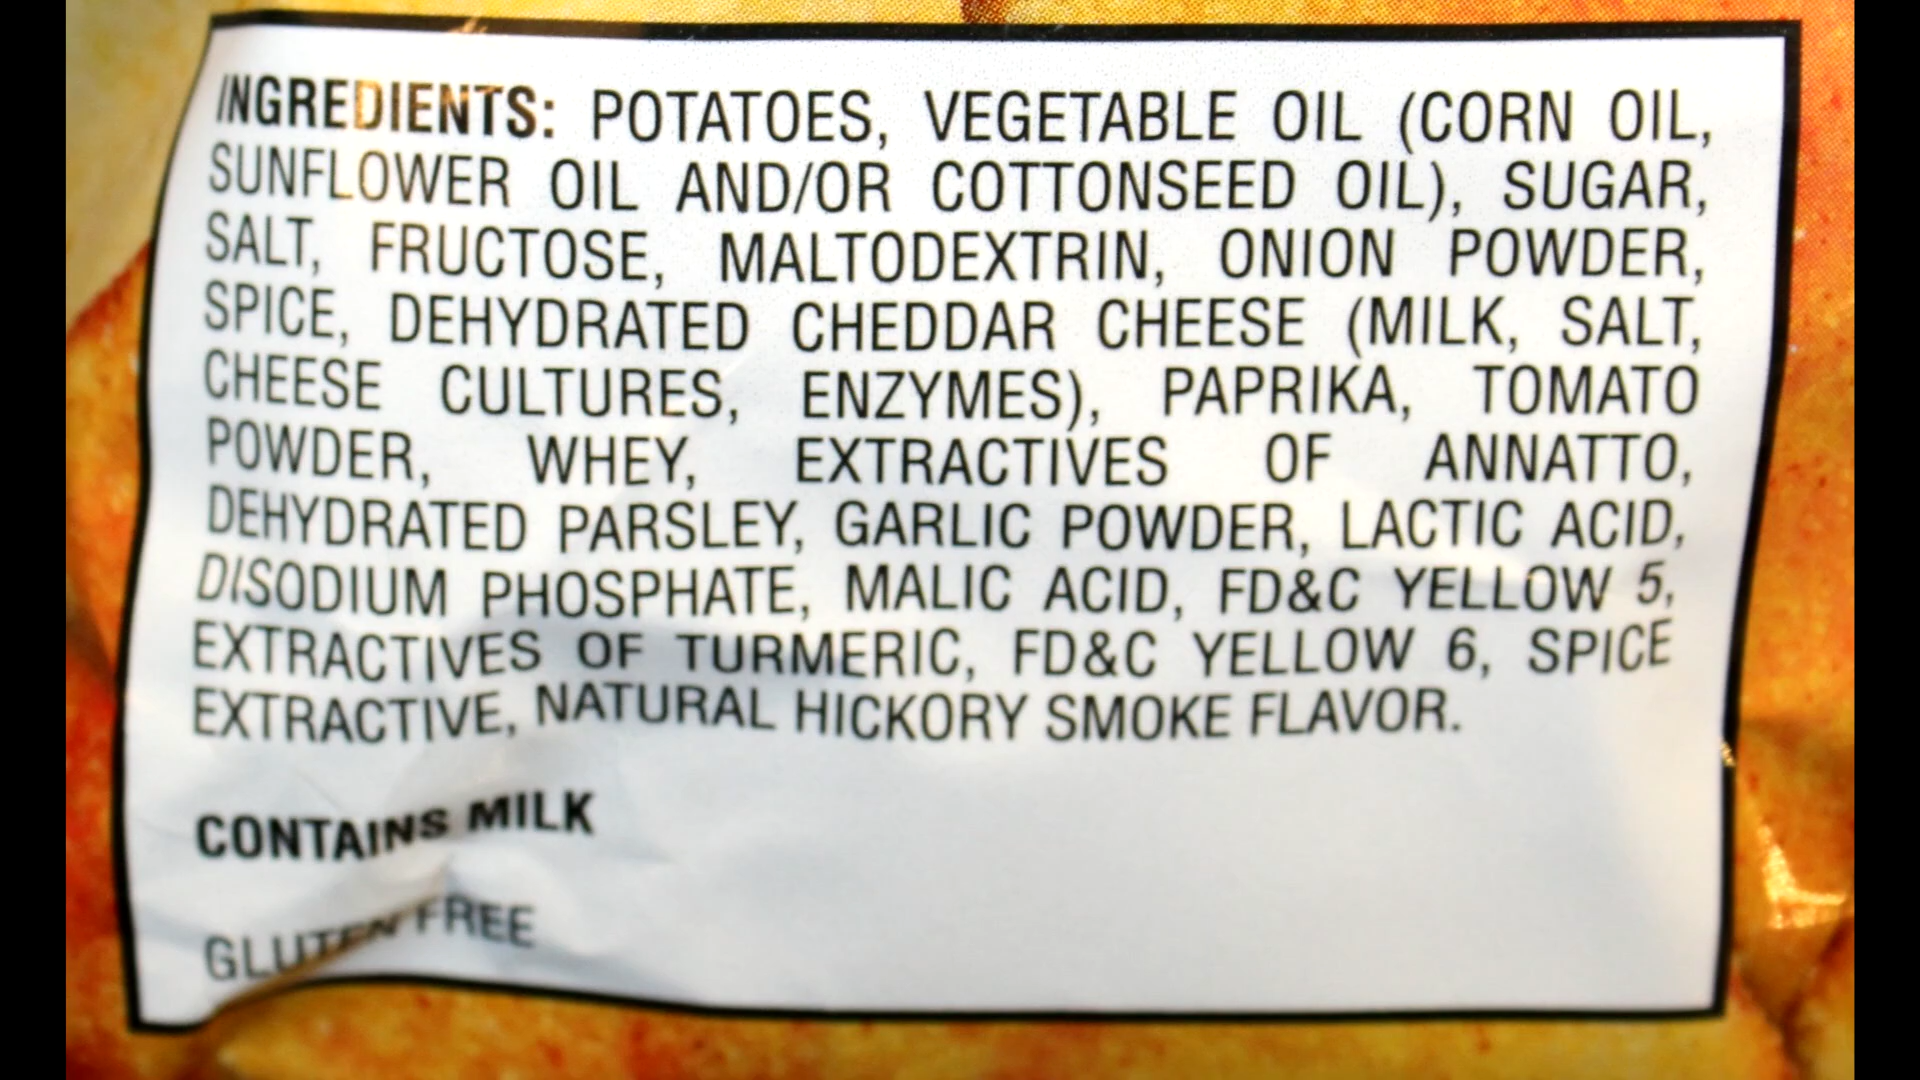 INGREDIENTS: POTATOES, VEGETABLE OIL (CORN OIL,
SUNFLOWER OIL AND/OR COTTONSEED OIL), SUGAR,
SALT, FRUCTOSE, MALTODEXTRIN, ONION POWDER,
SPICE, DEHYDRATED CHEDDAR CHEESE (MILK, SALT,
CHEESE CULTURES, ENZYMES), PAPRIKA, TOMATO
POWDER, WHEY, EXTRACTIVES OF ANNATTO,
DEHYDRATED PARSLEY, GARLIC POWDER, LACTIC ACID,
DISODIUM PHOSPHATE, MALIC ACID, FD&C YELLOW 5,
EXTRACTIVES OF TURMERIC, FD&C YELLOW 6, SPICE
EXTRACTIVE, NATURAL HICKORY SMOKE FLAVOR.
CONTAINS MILK
GLUTEN FREE